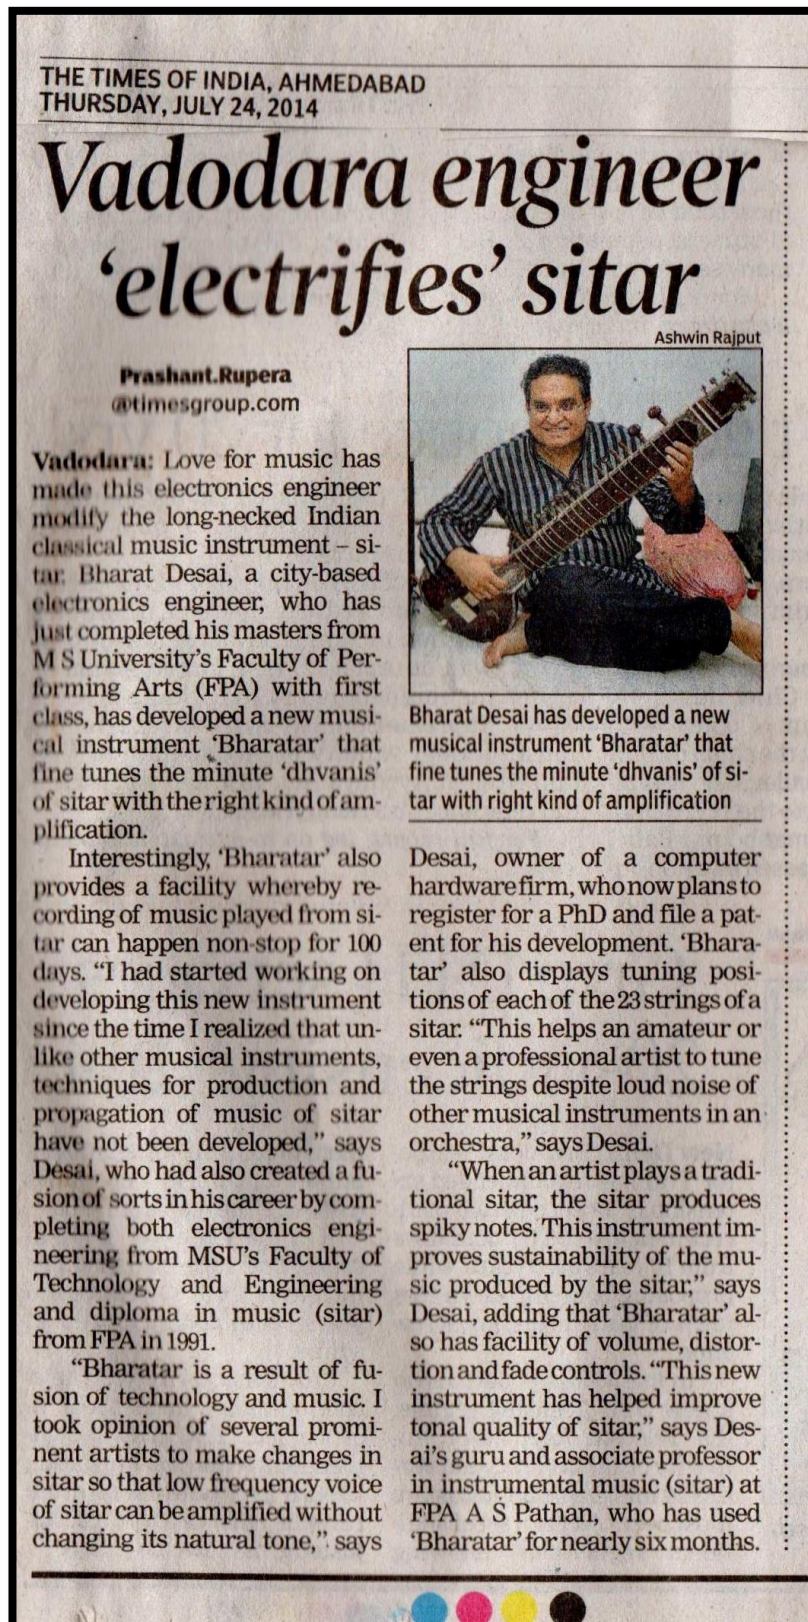 THE TIMES OF INDIA, AHMEDABAD
THURSDAY, JULY 24, 2014
Vadodara engineer
‘electrifies’ sitar
Ashwin Rajput
Prashant.Rupera
@timesgroup.com
Vadodara: Love for music has
made this electronics engineer
modify the long-necked Indian
classical music instrument – si-
tar. Bharat Desai, a city-based
electronics engineer, who has
just completed his masters from
M S University's Faculty of Per-
forming Arts (FPA) with first
class, has developed a new musi-
cal instrument ‘Bharatar’ that
fine tunes the minute ‘dhvanis’
of sitar with the right kind of am-
plification.
Interestingly, ‘Bharatar’ also
provides a facility whereby re-
cording of music played from si-
tar can happen non-stop for 100
days. “I had started working on
developing this new instrument
since the time I realized that un-
like other musical instruments,
techniques for production and
propagation of music of sitar
have not been developed,” says
Desai, who had also created a fu-
sion of sorts in his career by com-
pleting both electronics engi-
neering from MSU's Faculty of
Technology and Engineering
and diploma in music (sitar)
from FPA in 1991.
“Bharatar is a result of fu-
sion of technology and music. I
took opinion of several promi-
nent artists to make changes in
sitar so that low frequency voice
of sitar can be amplified without
changing its natural tone,” says
Bharat Desai has developed a new
musical instrument ‘Bharatar’ that
fine tunes the minute ‘dhvanis’ of si-
tar with right kind of amplification
Desai, owner of a computer
hardware firm, who now plans to
register for a PhD and file a pat-
ent for his development. ‘Bhara-
tar’ also displays tuning posi-
tions of each of the 23 strings of a
sitar. “This helps an amateur or
even a professional artist to tune
the strings despite loud noise of
other musical instruments in an
orchestra,” says Desai.
“When an artist plays a tradi-
tional sitar, the sitar produces
spiky notes. This instrument im-
proves sustainability of the mu-
sic produced by the sitar,” says
Desai, adding that ‘Bharatar’ al-
so has facility of volume, distor-
tion and fade controls. “This new
instrument has helped improve
tonal quality of sitar,” says Des-
ai's guru and associate professor
in instrumental music (sitar) at
FPA A S Pathan, who has used
‘Bharatar’ for nearly six months.